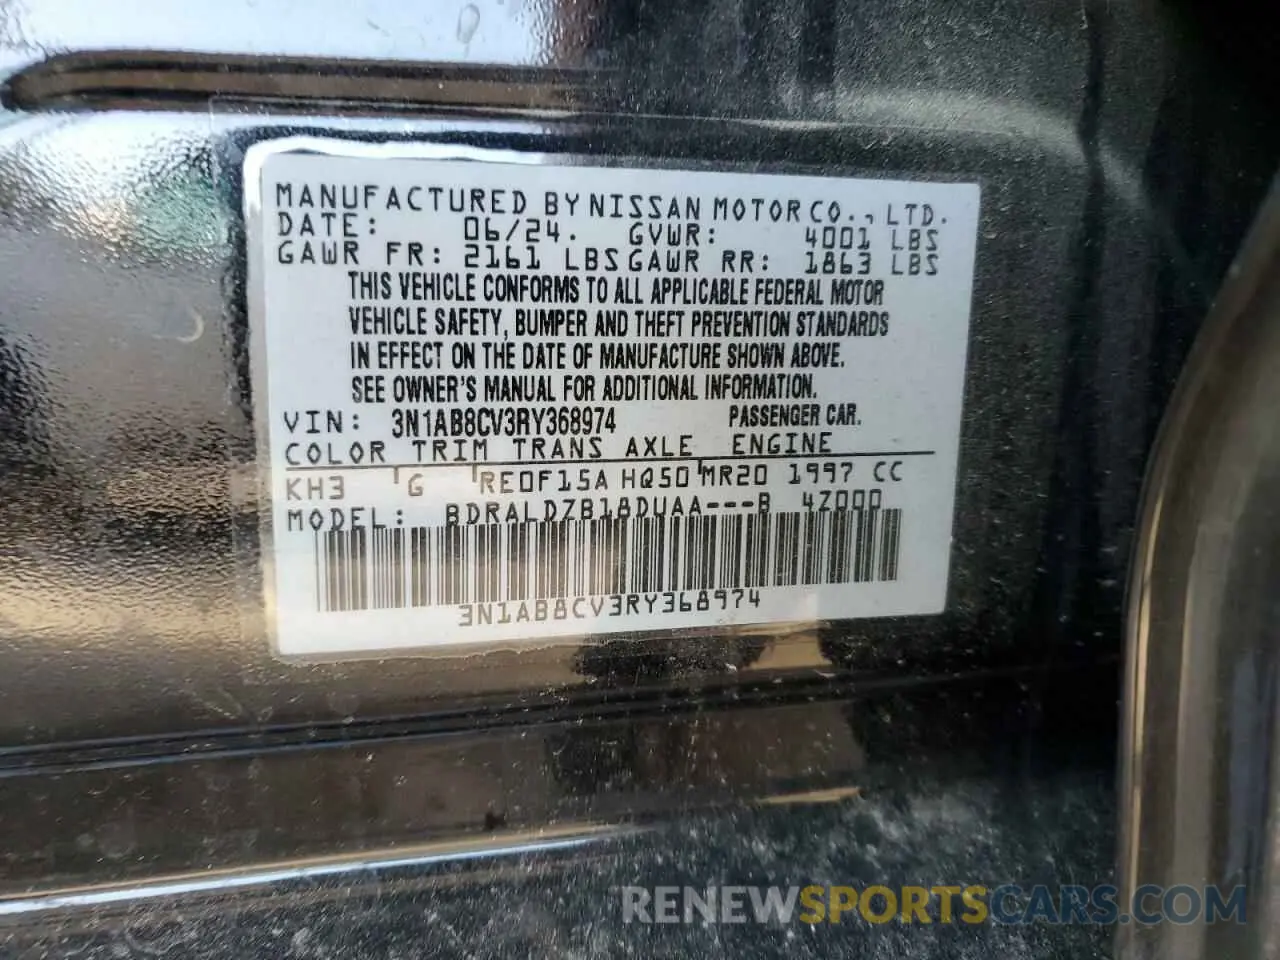 MANUFACTURED BY NISSAN MOTOR CO., LTD.
DATE: 06/24. GVWR: 4001 LBS
GAWR FR: 2161 LBS GAWR RR: 1863 LBS
THIS VEHICLE CONFORMS TO ALL APPLICABLE FEDERAL MOTOR
VEHICLE SAFETY, BUMPER AND THEFT PREVENTION STANDARDS
IN EFFECT ON THE DATE OF MANUFACTURE SHOWN ABOVE.
SEE OWNER'S MANUAL FOR ADDITIONAL INFORMATION.
VIN: 3N1AB8CV3RY368974 PASSENGER CAR.
COLOR TRIM TRANS AXLE ENGINE
KH3 G RE0F15A HQ50 MR20 1997 CC
MODEL: BDRALDZB18DUAA---B 4Z000
3N1AB8CV3RY368974
RENEWSPORTSCARS.COM